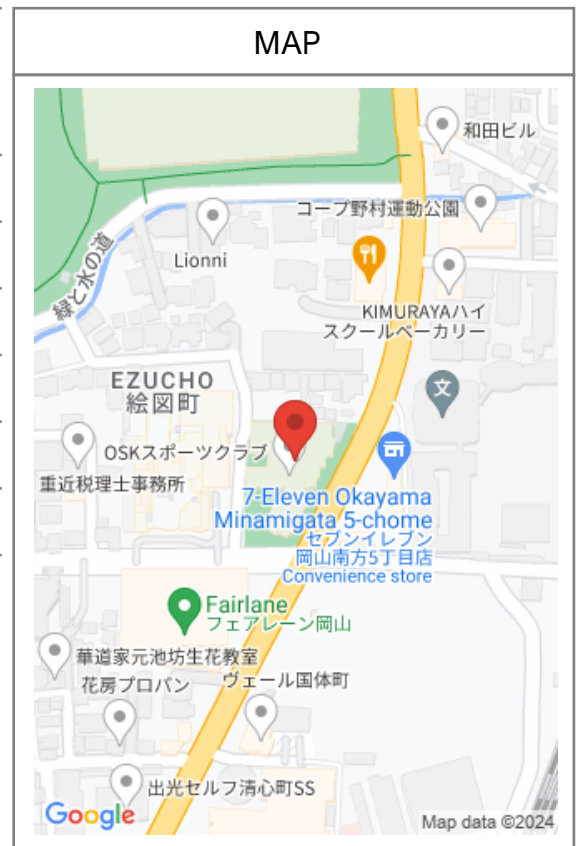 MAP
和田ビル
コープ野村運動公園
Lionni
緑と水の道
KIMURAYAハイ
スクールベーカリー
EZUCHO
絵図町
文
OSKスポーツクラブ
重近税理士事務所
7-Eleven Okayama
Minamigata 5-chome
セブンイレブン
岡山南方5丁目店
Convenience store
Fairlane
フェアレーン岡山
華道家元池坊生花教室
花房プロパン
ヴェール国体町
出光セルフ清心町SS
Google
Map data ©2024